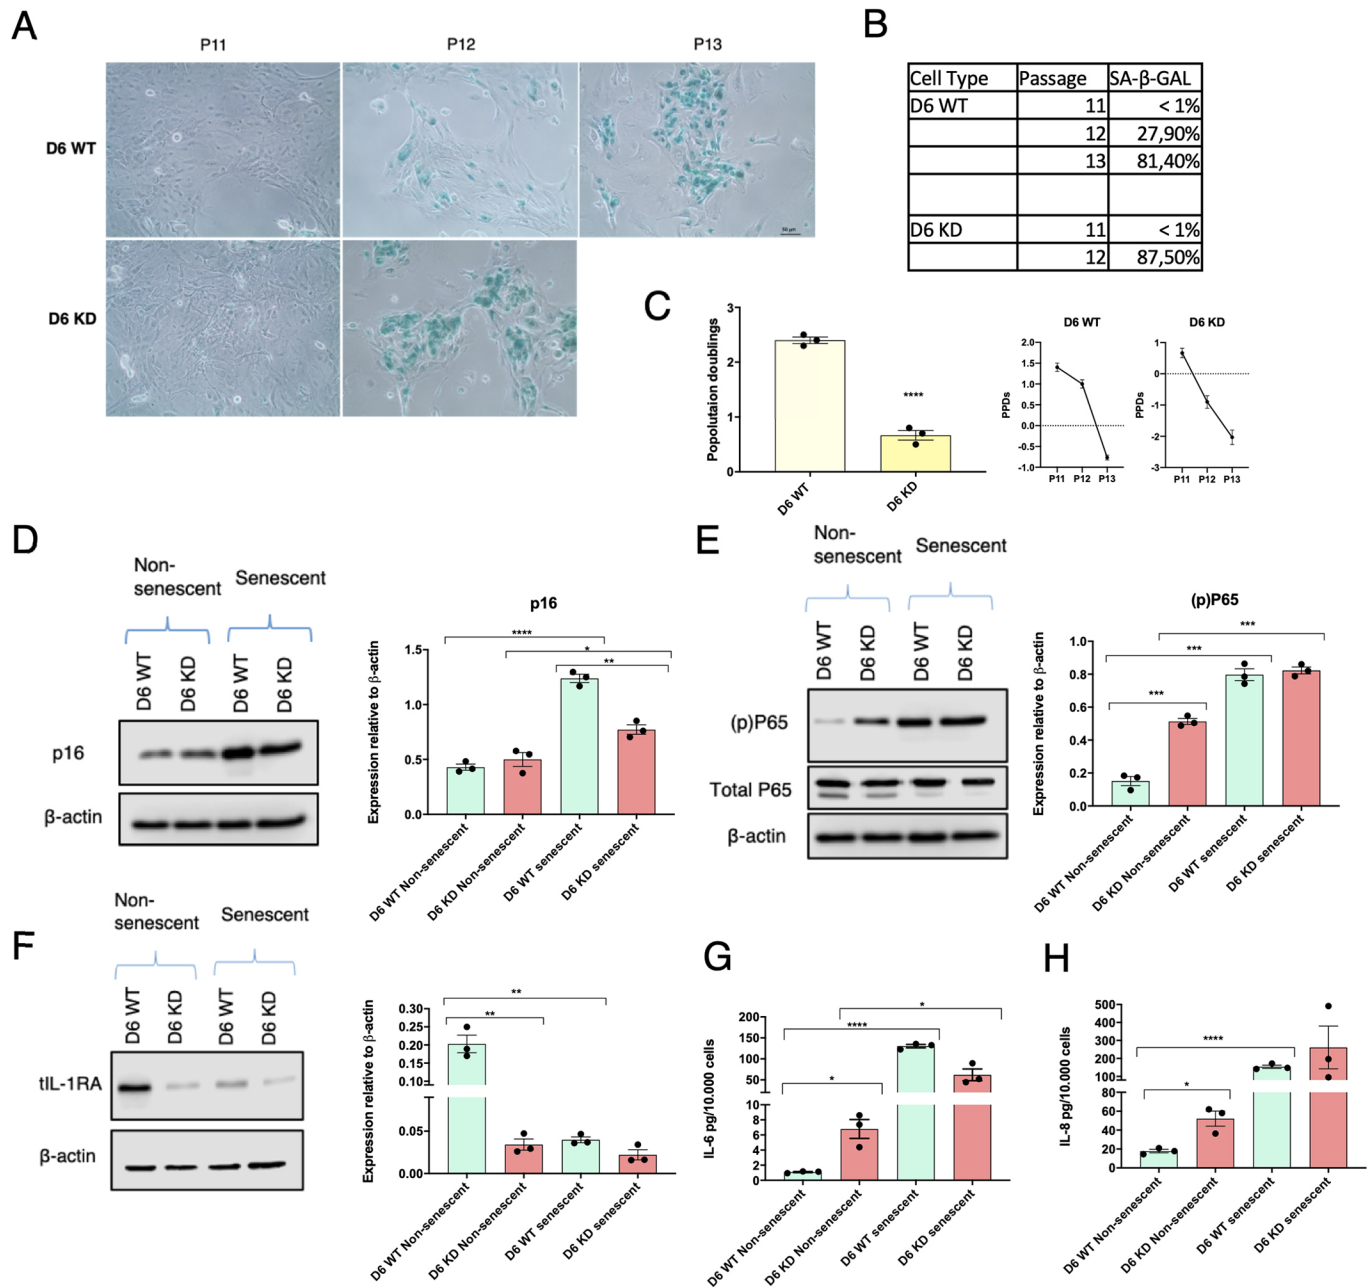 A
P11 P12 P13
D6 WT
D6 KD
50 μm
B
Cell Type Passage SA-β-GAL
D6 WT 11 < 1%
12 27,90%
13 81,40%
D6 KD 11 < 1%
12 87,50%
C
Popolutaion doublings
3
2
1
0
****
D6 WT D6 KD
D6 WT
PPDs
2.0
1.5
1.0
0.5
0.0
-0.5
-1.0
P11 P12 P13
D6 KD
PPDs
1
0
-1
-2
-3
P11 P12 P13
D
Non-
senescent
Senescent
D6 WT D6 KD D6 WT D6 KD
p16
β-actin
p16
Expression relative to β-actin
1.5
1.0
0.5
0.0
****
*
**
D6 WT Non-senescent
D6 KD Non-senescent
D6 WT senescent
D6 KD senescent
E
Non-
senescent
Senescent
D6 WT D6 KD D6 WT D6 KD
(p)P65
Total P65
β-actin
(p)P65
Expression relative to β-actin
1.0
0.8
0.6
0.4
0.2
0.0
***
***
***
D6 WT Non-senescent
D6 KD Non-senescent
D6 WT senescent
D6 KD senescent
F
Non-
senescent
Senescent
D6 WT D6 KD D6 WT D6 KD
tIL-1RA
β-actin
Expression relative to β-actin
0.30
0.25
0.20
0.15
0.10
0.05
0.00
**
**
D6 WT Non-senescent
D6 KD Non-senescent
D6 WT senescent
D6 KD senescent
G
IL-6 pg/10.000 cells
200
150
100
50
10
8
6
4
2
0
*
****
*
D6 WT Non-senescent
D6 KD Non-senescent
D6 WT senescent
D6 KD senescent
H
IL-8 pg/10.000 cells
500
400
300
200
100
80
60
40
20
0
****
*
D6 WT Non-senescent
D6 KD Non-senescent
D6 WT senescent
D6 KD senescent